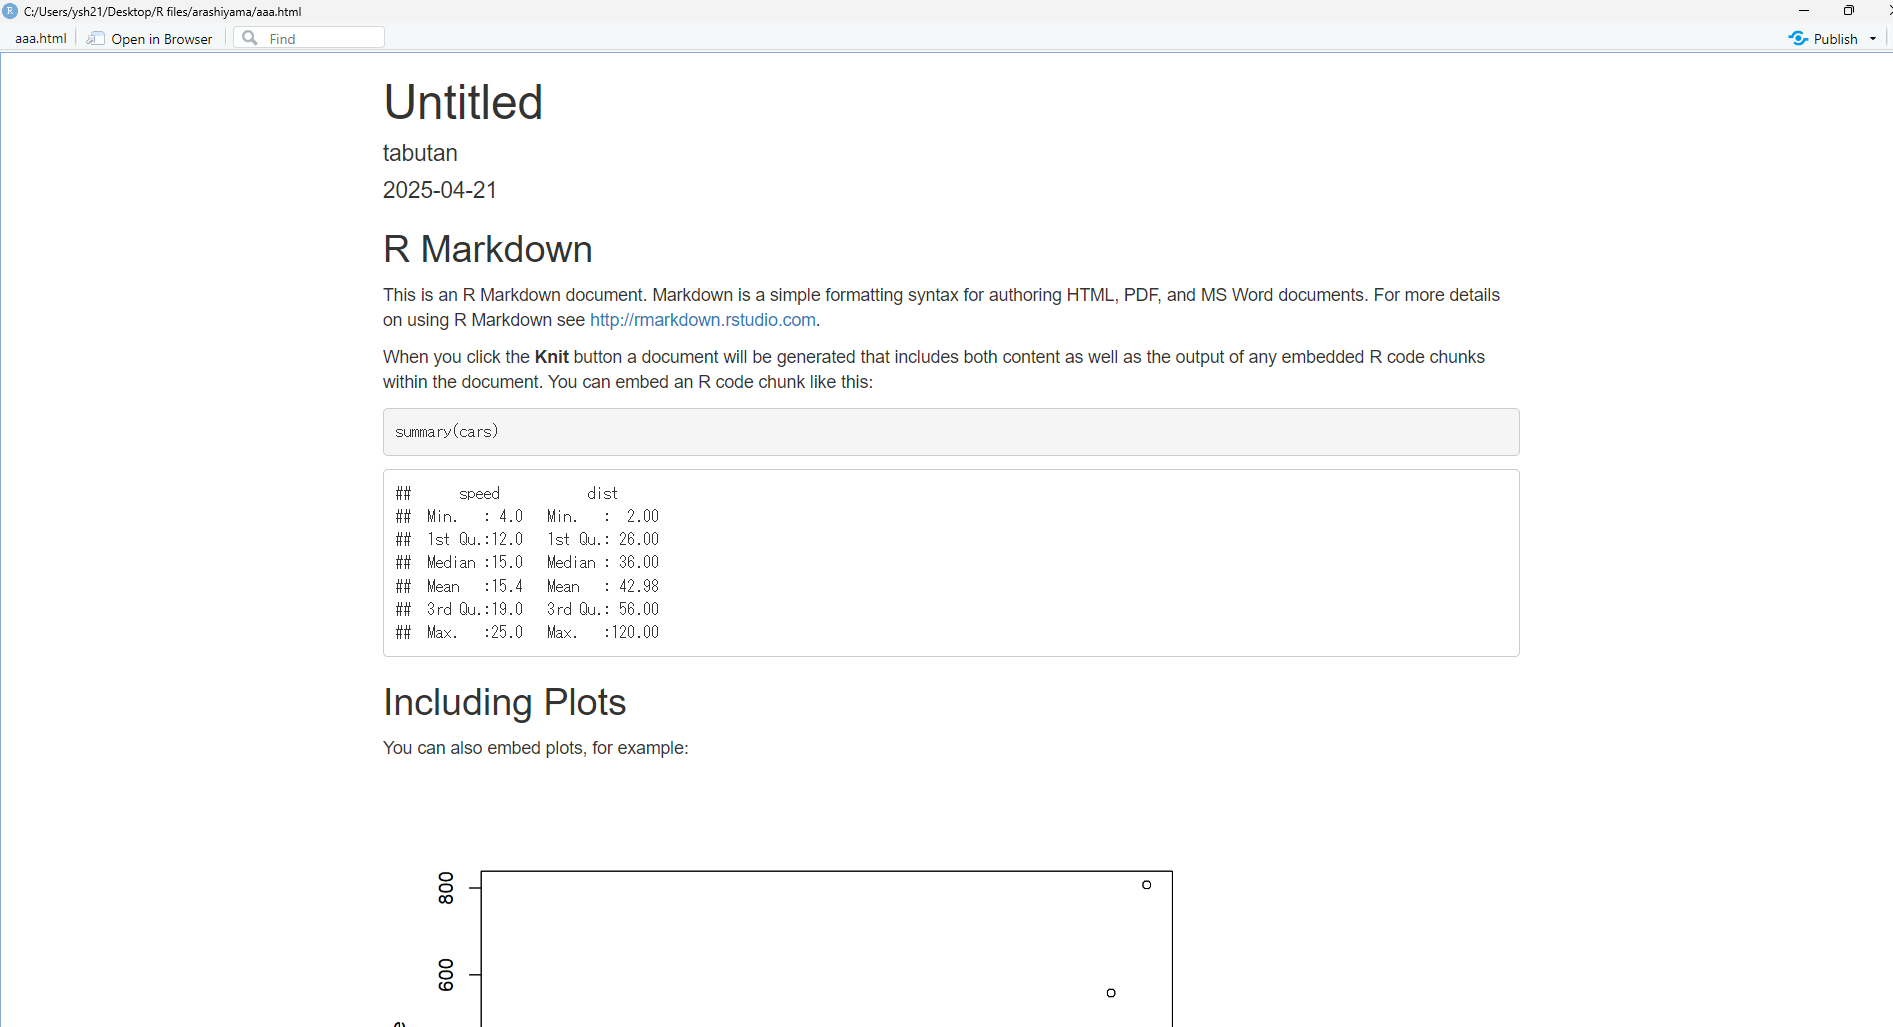 C:/Users/ysh21/Desktop/R files/arashiyama/aaa.html
aaa.html Open in Browser Find Publish
Untitled
tabutan
2025-04-21
R Markdown
This is an R Markdown document. Markdown is a simple formatting syntax for authoring HTML, PDF, and MS Word documents. For more details
on using R Markdown see http://rmarkdown.rstudio.com.
When you click the Knit button a document will be generated that includes both content as well as the output of any embedded R code chunks
within the document. You can embed an R code chunk like this:
summary(cars)
##      speed           dist
##  Min.   : 4.0   Min.   :  2.00
##  1st Qu.:12.0   1st Qu.: 26.00
##  Median :15.0   Median : 36.00
##  Mean   :15.4   Mean   : 42.98
##  3rd Qu.:19.0   3rd Qu.: 56.00
##  Max.   :25.0   Max.   :120.00
Including Plots
You can also embed plots, for example:
800
600